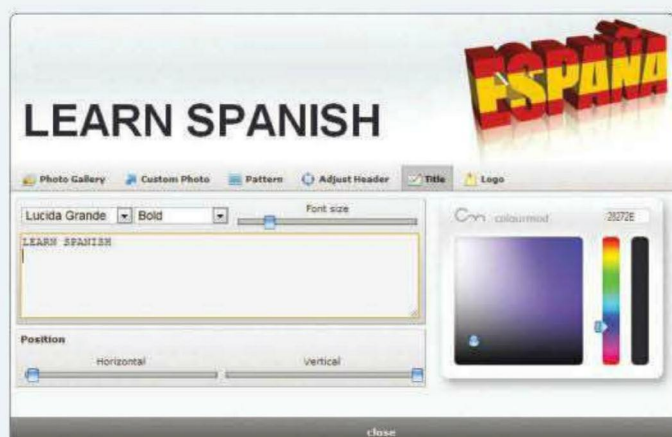 ESPAÑA
LEARN SPANISH
Photo Gallery Custom Photo Pattern Adjust Header Title Logo
Lucida Grande Bold Font size
LEARN SPANISH
Position
Horizontal Vertical
colourmod 28272E
close